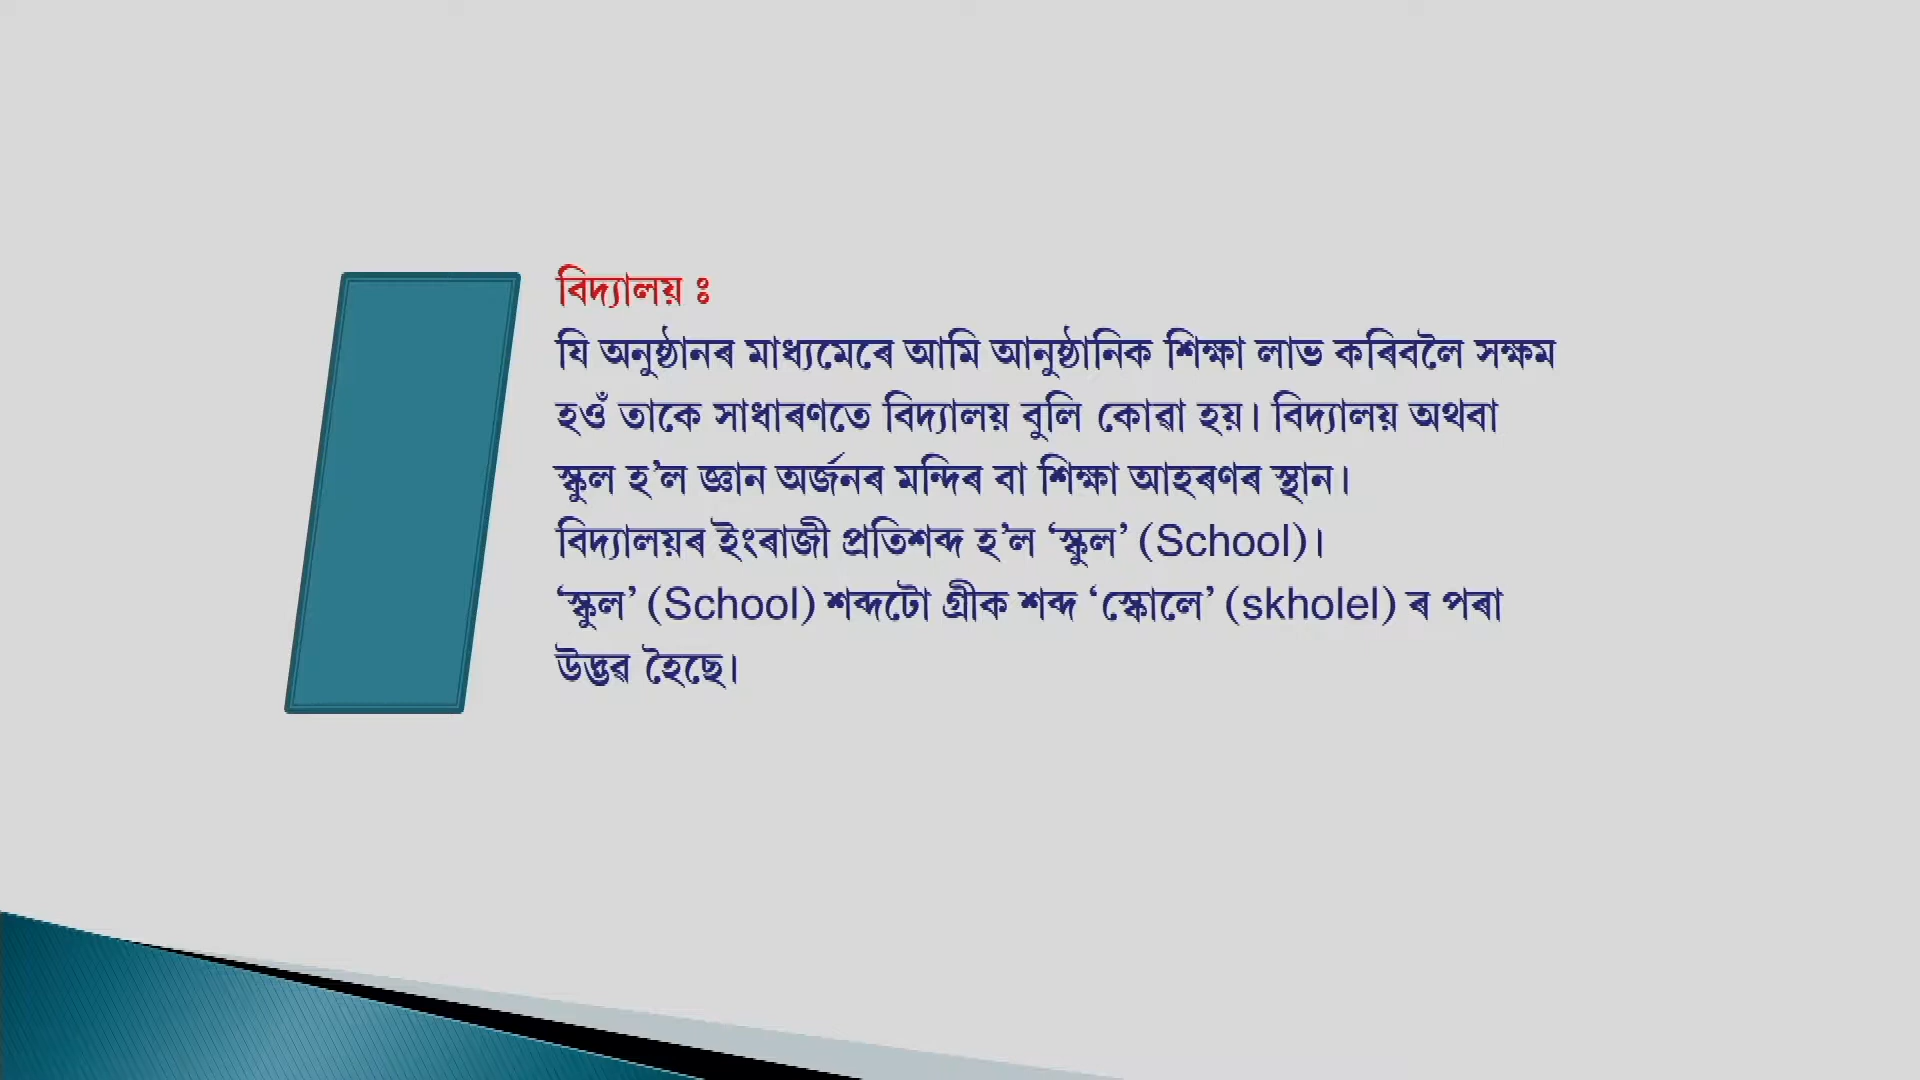 বিদ্যালয় ঃ
যি অনুষ্ঠানৰ মাধ্যমেৰে আমি আনুষ্ঠানিক শিক্ষা লাভ কৰিবলৈ সক্ষম
হওঁ তাকে সাধাৰণতে বিদ্যালয় বুলি কোৱা হয়। বিদ্যালয় অথবা
স্কুল হ’ল জ্ঞান অৰ্জনৰ মন্দিৰ বা শিক্ষা আহৰণৰ স্থান।
বিদ্যালয়ৰ ইংৰাজী প্ৰতিশব্দ হ’ল ‘স্কুল’ (School)।
‘স্কুল’ (School) শব্দটো গ্ৰীক শব্দ ‘স্কোলে’ (skholel) ৰ পৰা
উদ্ভৱ হৈছে।